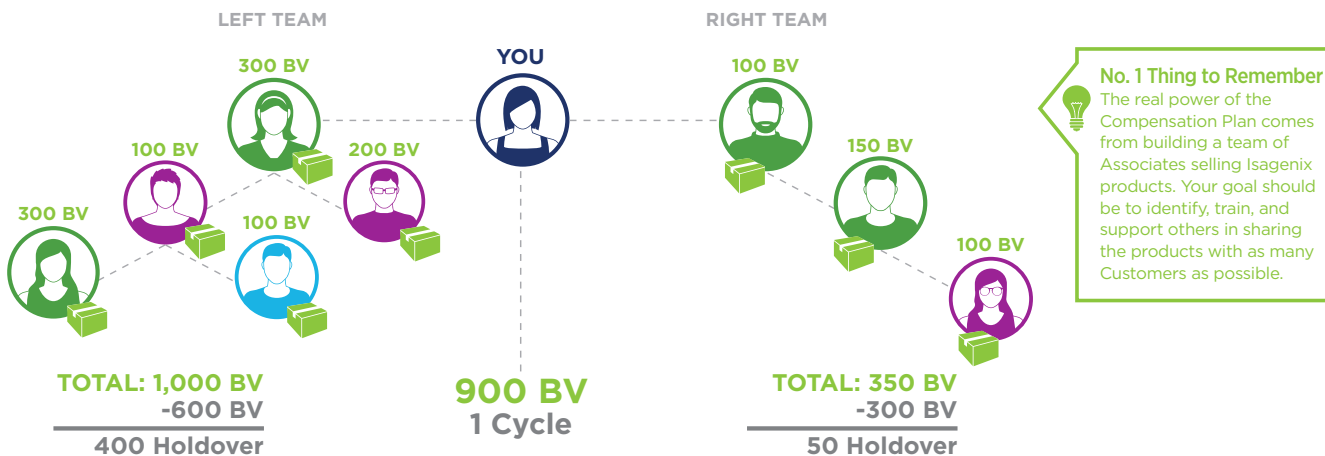 LEFT TEAM
RIGHT TEAM
YOU
300 BV
100 BV
200 BV
300 BV
100 BV
100 BV
150 BV
100 BV
TOTAL: 1,000 BV
-600 BV
400 Holdover
900 BV
1 Cycle
TOTAL: 350 BV
-300 BV
50 Holdover
No. 1 Thing to Remember
The real power of the
Compensation Plan comes
from building a team of
Associates selling Isagenix
products. Your goal should
be to identify, train, and
support others in sharing
the products with as many
Customers as possible.